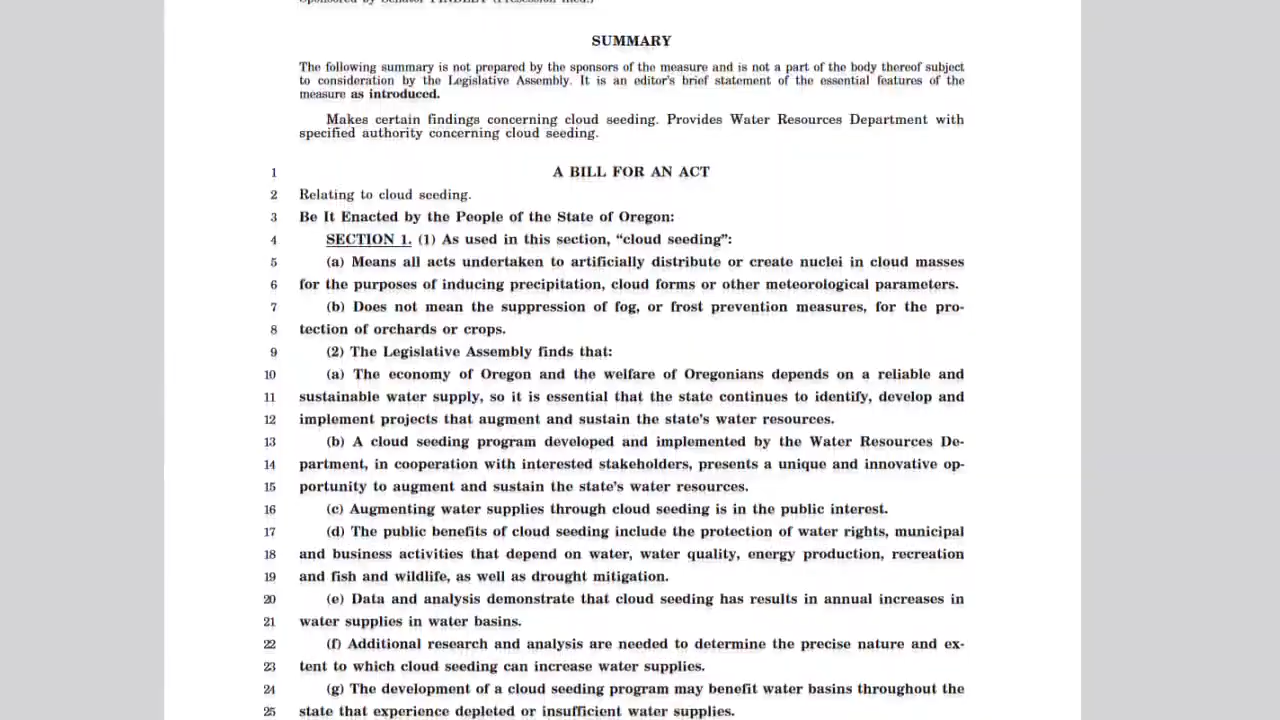 Sponsored by Senator FINDLEY (Presession filed.)
SUMMARY
The following summary is not prepared by the sponsors of the measure and is not a part of the body thereof subject
to consideration by the Legislative Assembly. It is an editor's brief statement of the essential features of the
measure as introduced.
Makes certain findings concerning cloud seeding. Provides Water Resources Department with
specified authority concerning cloud seeding.
1 A BILL FOR AN ACT
2 Relating to cloud seeding.
3 Be It Enacted by the People of the State of Oregon:
4 SECTION 1. (1) As used in this section, “cloud seeding”:
5 (a) Means all acts undertaken to artificially distribute or create nuclei in cloud masses
6 for the purposes of inducing precipitation, cloud forms or other meteorological parameters.
7 (b) Does not mean the suppression of fog, or frost prevention measures, for the pro-
8 tection of orchards or crops.
9 (2) The Legislative Assembly finds that:
10 (a) The economy of Oregon and the welfare of Oregonians depends on a reliable and
11 sustainable water supply, so it is essential that the state continues to identify, develop and
12 implement projects that augment and sustain the state's water resources.
13 (b) A cloud seeding program developed and implemented by the Water Resources De-
14 partment, in cooperation with interested stakeholders, presents a unique and innovative op-
15 portunity to augment and sustain the state's water resources.
16 (c) Augmenting water supplies through cloud seeding is in the public interest.
17 (d) The public benefits of cloud seeding include the protection of water rights, municipal
18 and business activities that depend on water, water quality, energy production, recreation
19 and fish and wildlife, as well as drought mitigation.
20 (e) Data and analysis demonstrate that cloud seeding has results in annual increases in
21 water supplies in water basins.
22 (f) Additional research and analysis are needed to determine the precise nature and ex-
23 tent to which cloud seeding can increase water supplies.
24 (g) The development of a cloud seeding program may benefit water basins throughout the
25 state that experience depleted or insufficient water supplies.